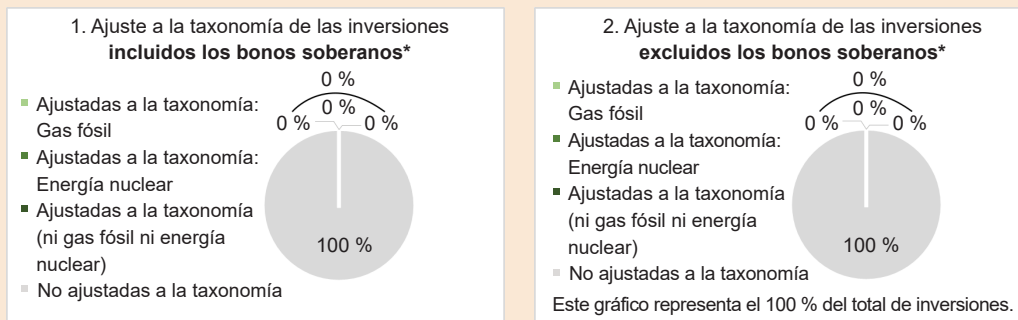 1. Ajuste a la taxonomía de las inversiones
incluidos los bonos soberanos*
0 %
0 %
0 %
0 %
Ajustadas a la taxonomía:
Gas fósil
Ajustadas a la taxonomía:
Energía nuclear
Ajustadas a la taxonomía
(ni gas fósil ni energía
nuclear)
No ajustadas a la taxonomía
100 %
2. Ajuste a la taxonomía de las inversiones
excluidos los bonos soberanos*
0 %
0 %
0 %
0 %
Ajustadas a la taxonomía:
Gas fósil
Ajustadas a la taxonomía:
Energía nuclear
Ajustadas a la taxonomía
(ni gas fósil ni energía
nuclear)
No ajustadas a la taxonomía
100 %
Este gráfico representa el 100 % del total de inversiones.